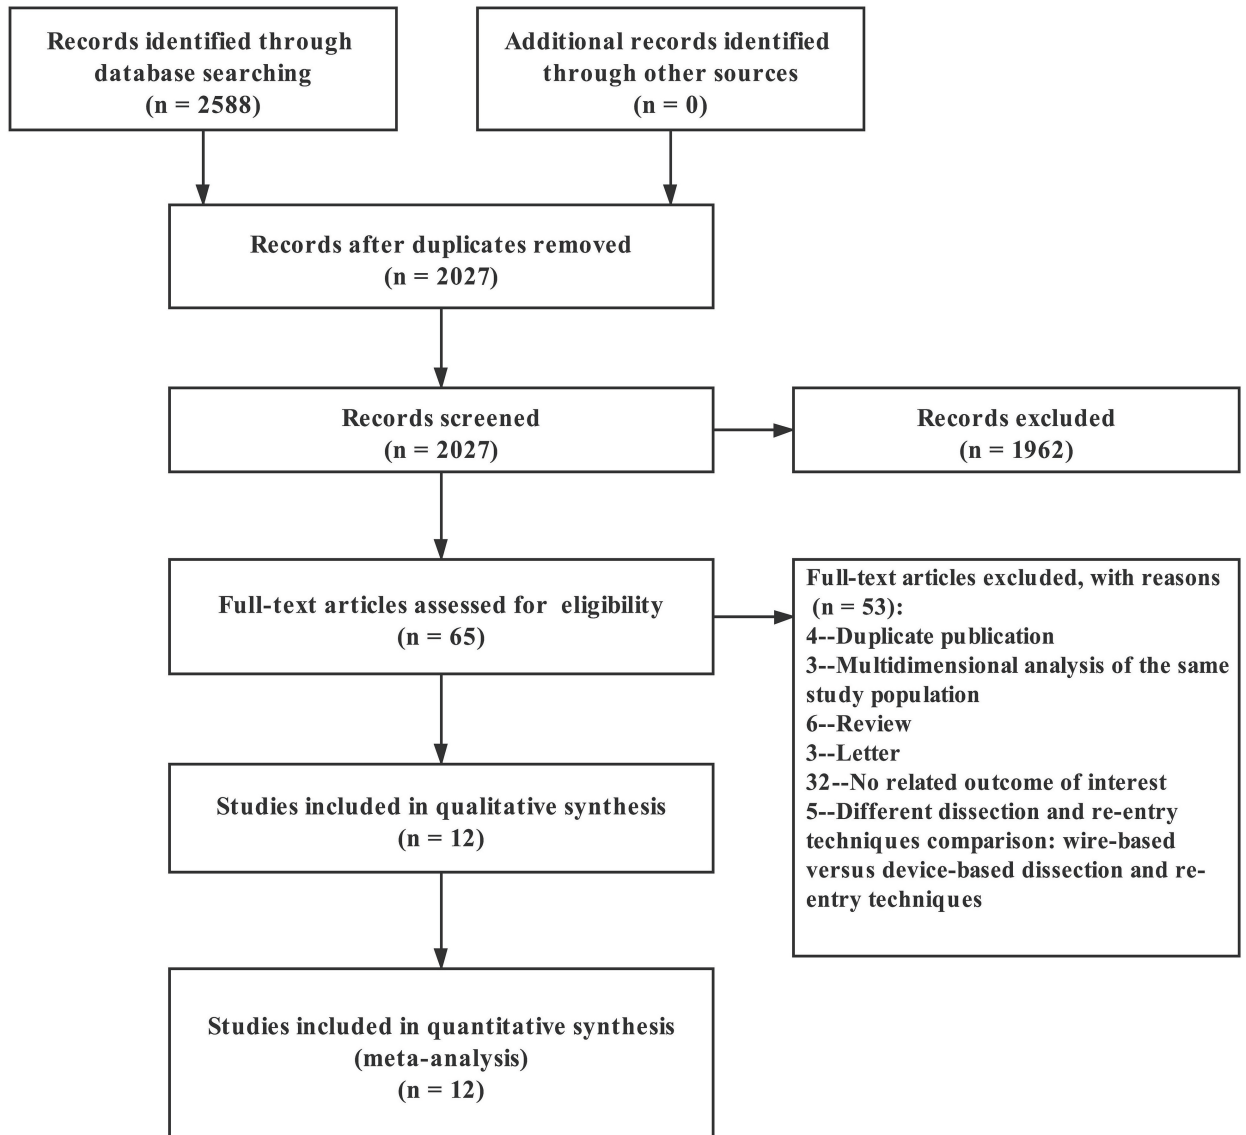 Records identified through
database searching
(n = 2588)
Additional records identified
through other sources
(n = 0)
Records after duplicates removed
(n = 2027)
Records screened
(n = 2027)
Records excluded
(n = 1962)
Full-text articles assessed for eligibility
(n = 65)
Full-text articles excluded, with reasons
(n = 53):
4--Duplicate publication
3--Multidimensional analysis of the same
study population
6--Review
3--Letter
32--No related outcome of interest
5--Different dissection and re-entry
techniques comparison: wire-based
versus device-based dissection and re-
entry techniques
Studies included in qualitative synthesis
(n = 12)
Studies included in quantitative synthesis
(meta-analysis)
(n = 12)